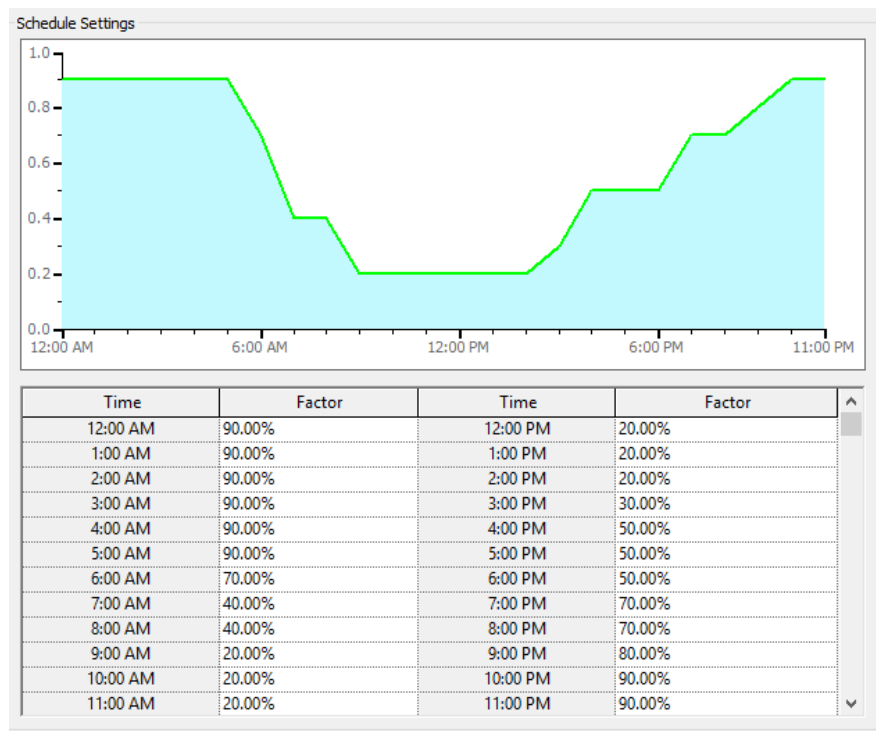 Schedule Settings
1.0
0.8
0.6
0.4
0.2
0.0
12:00 AM 6:00 AM 12:00 PM 6:00 PM 11:00 PM
Time Factor Time Factor
12:00 AM 90.00% 12:00 PM 20.00%
1:00 AM 90.00% 1:00 PM 20.00%
2:00 AM 90.00% 2:00 PM 20.00%
3:00 AM 90.00% 3:00 PM 30.00%
4:00 AM 90.00% 4:00 PM 50.00%
5:00 AM 90.00% 5:00 PM 50.00%
6:00 AM 70.00% 6:00 PM 50.00%
7:00 AM 40.00% 7:00 PM 70.00%
8:00 AM 40.00% 8:00 PM 70.00%
9:00 AM 20.00% 9:00 PM 80.00%
10:00 AM 20.00% 10:00 PM 90.00%
11:00 AM 20.00% 11:00 PM 90.00%